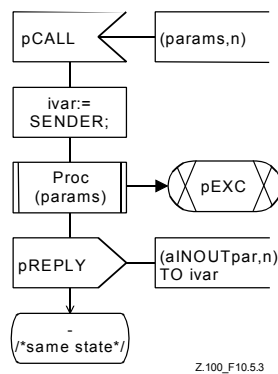 pCALL
(params,n)
ivar:=
SENDER;
Proc
(params)
pEXC
pREPLY
(aINOUTpar,n)
TO ivar
-
/*same state*/
Z.100_F10.5.3